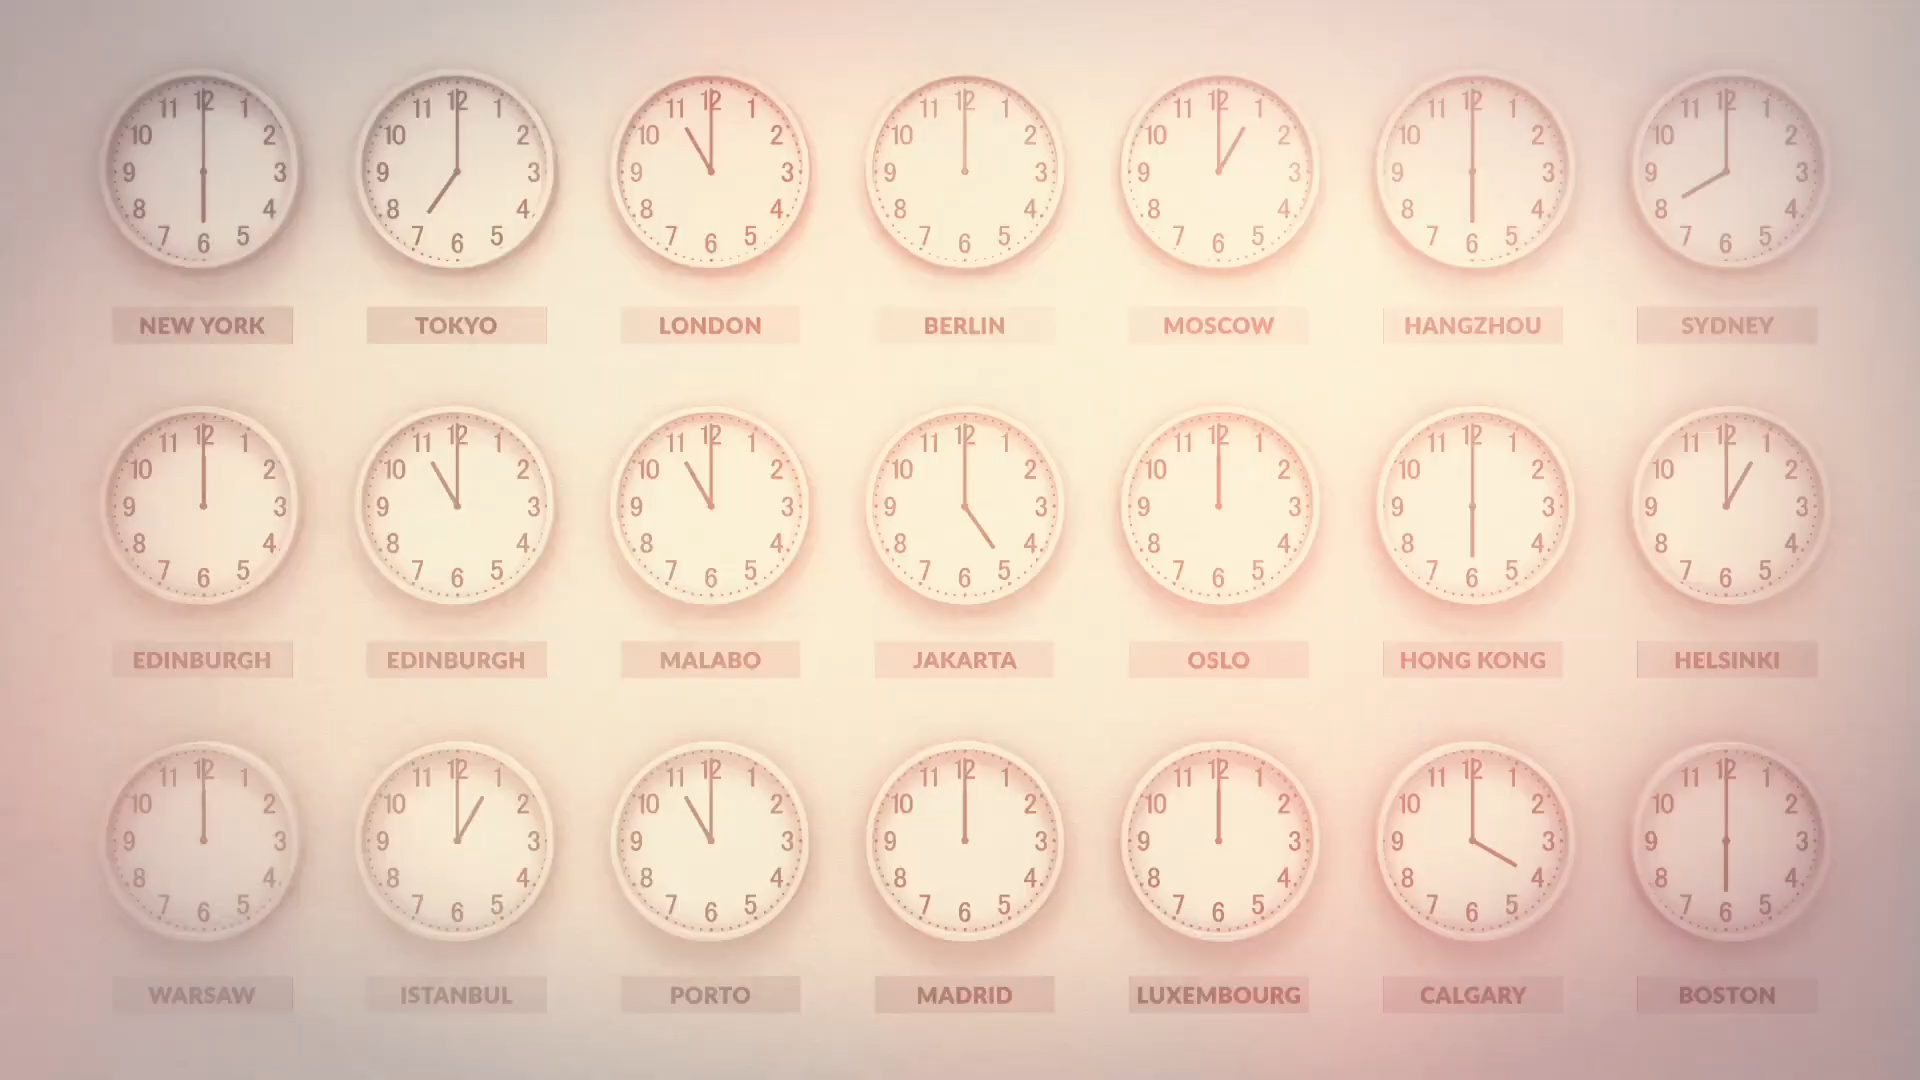 NEW YORK
TOKYO
LONDON
BERLIN
MOSCOW
HANGZHOU
SYDNEY
EDINBURGH
EDINBURGH
MALABO
JAKARTA
OSLO
HONG KONG
HELSINKI
WARSAW
ISTANBUL
PORTO
MADRID
LUXEMBOURG
CALGARY
BOSTON